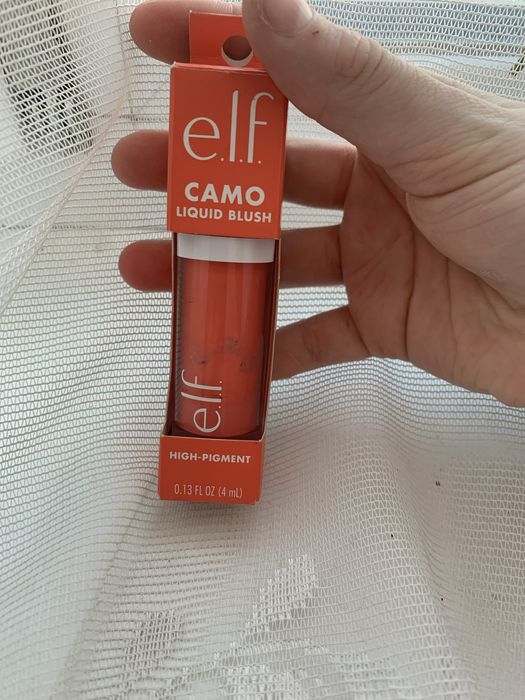 e.l.f.
CAMO
LIQUID BLUSH
e.l.f.
HIGH-PIGMENT
0.13 FL OZ (4 mL)